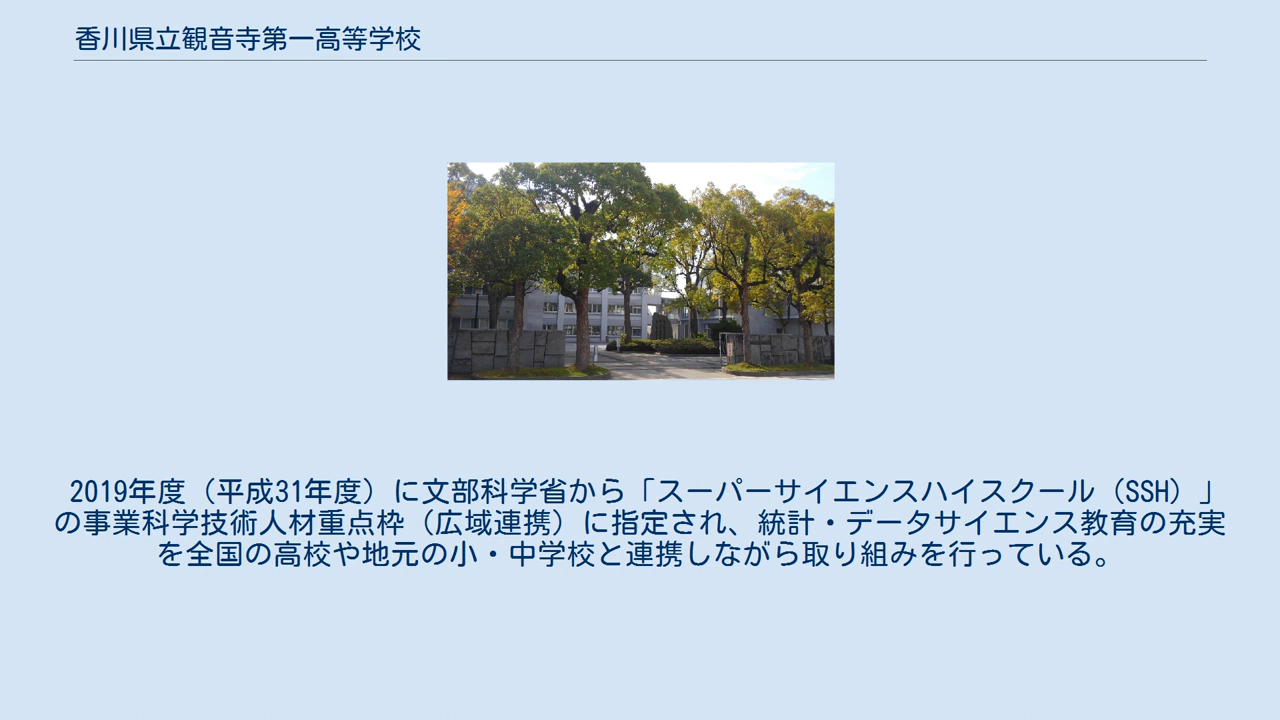 香川県立観音寺第一高等学校
2019年度（平成31年度）に文部科学省から「スーパーサイエンスハイスクール（SSH）」
の事業科学技術人材重点枠（広域連携）に指定され、統計・データサイエンス教育の充実
を全国の高校や地元の小・中学校と連携しながら取り組みを行っている。